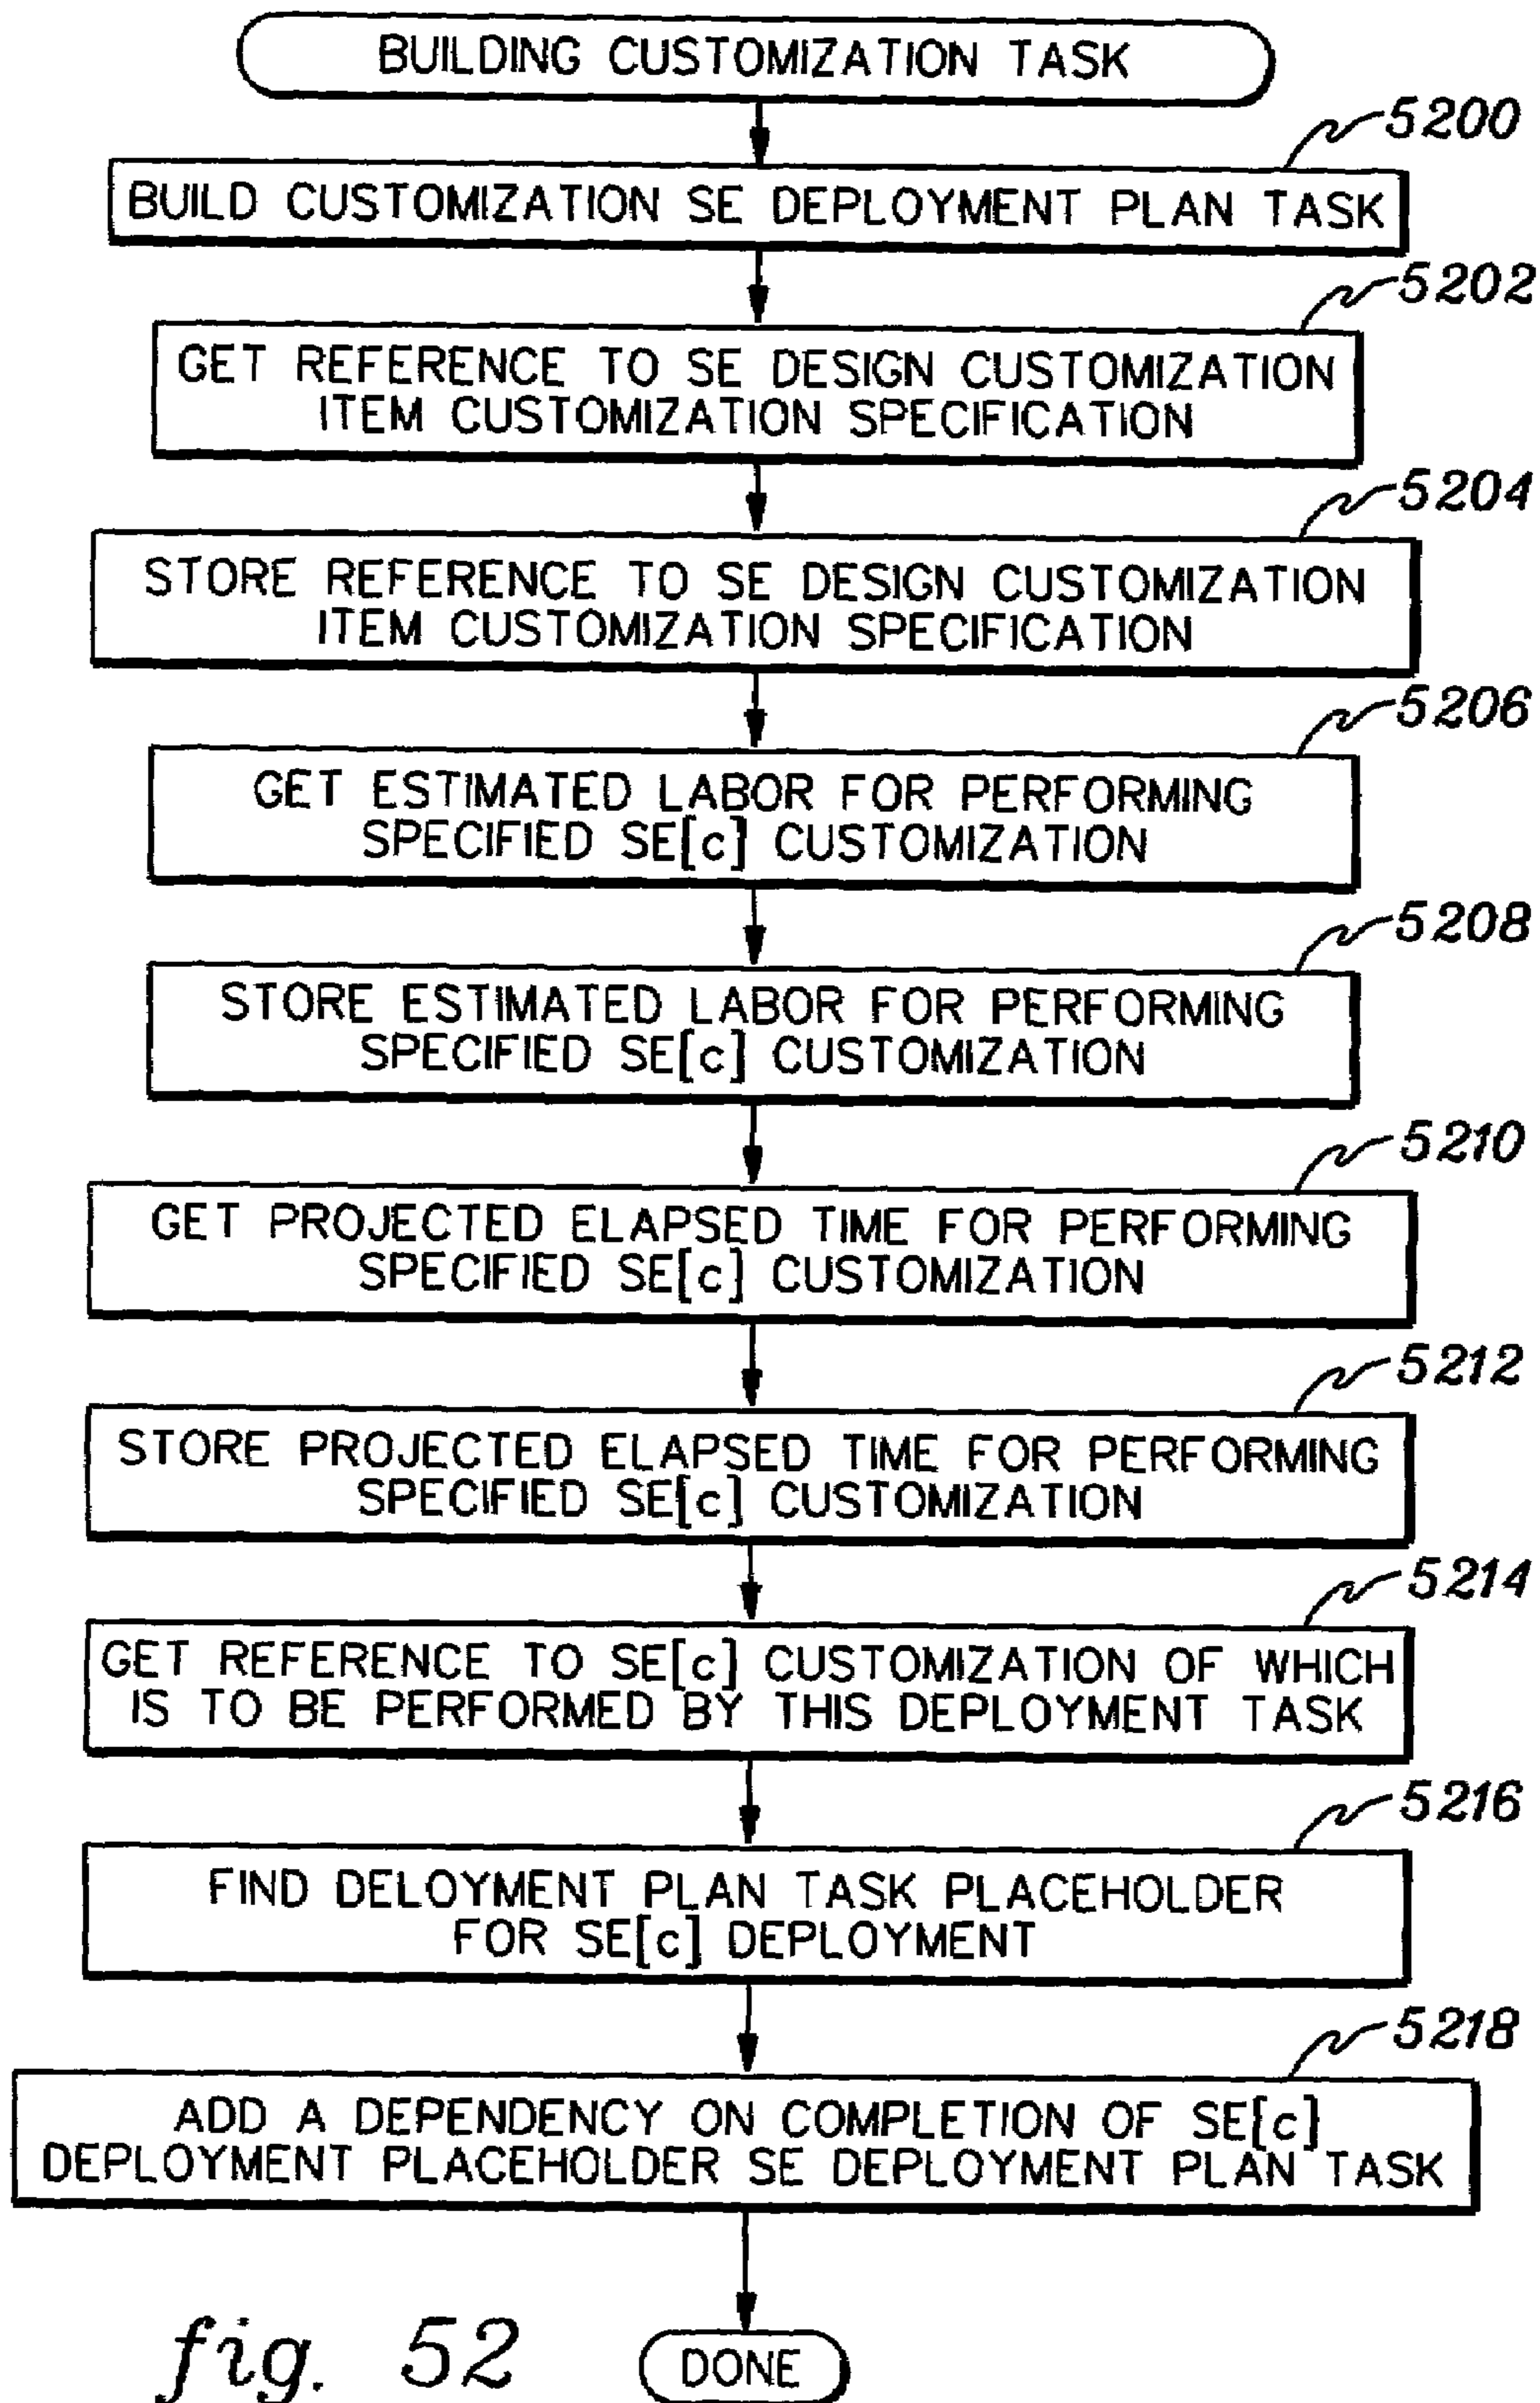 BUILDING CUSTOMIZATION TASK
5200
BUILD CUSTOMIZATION SE DEPLOYMENT PLAN TASK
5202
GET REFERENCE TO SE DESIGN CUSTOMIZATION
ITEM CUSTOMIZATION SPECIFICATION
5204
STORE REFERENCE TO SE DESIGN CUSTOMIZATION
ITEM CUSTOMIZATION SPECIFICATION
5206
GET ESTIMATED LABOR FOR PERFORMING
SPECIFIED SE[c] CUSTOMIZATION
5208
STORE ESTIMATED LABOR FOR PERFORMING
SPECIFIED SE[c] CUSTOMIZATION
5210
GET PROJECTED ELAPSED TIME FOR PERFORMING
SPECIFIED SE[c] CUSTOMIZATION
5212
STORE PROJECTED ELAPSED TIME FOR PERFORMING
SPECIFIED SE[c] CUSTOMIZATION
5214
GET REFERENCE TO SE[c] CUSTOMIZATION OF WHICH
IS TO BE PERFORMED BY THIS DEPLOYMENT TASK
5216
FIND DELOYMENT PLAN TASK PLACEHOLDER
FOR SE[c] DEPLOYMENT
5218
ADD A DEPENDENCY ON COMPLETION OF SE[c]
DEPLOYMENT PLACEHOLDER SE DEPLOYMENT PLAN TASK
DONE
fig. 52